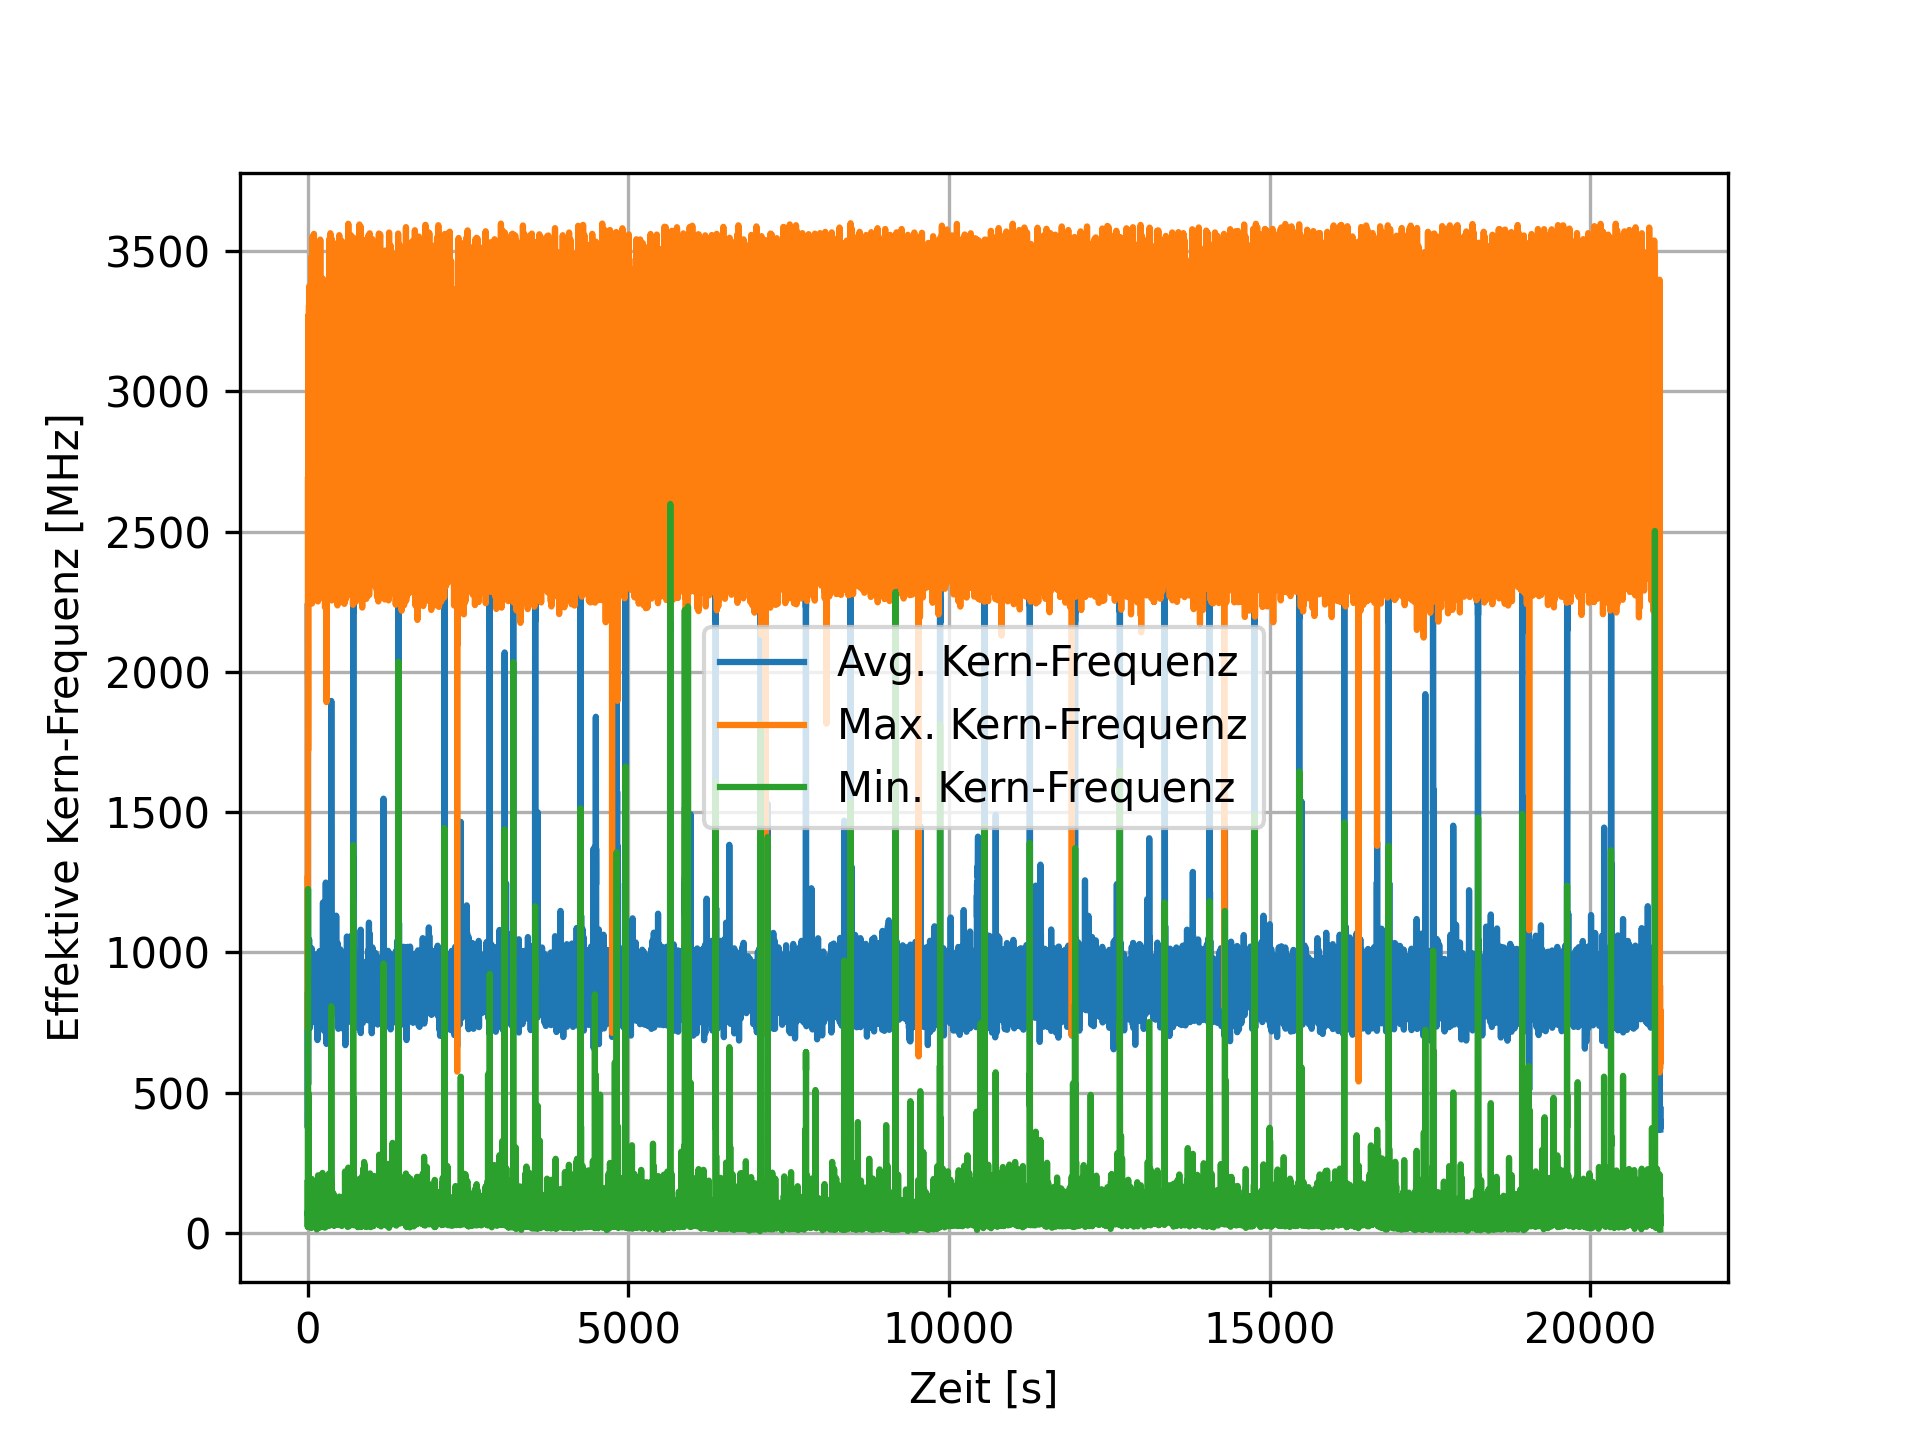 Effektive Kern-Frequenz [MHz]
3500
3000
2500
2000
1500
1000
500
0
Avg. Kern-Frequenz
Max. Kern-Frequenz
Min. Kern-Frequenz
0 5000 10000 15000 20000
Zeit [s]